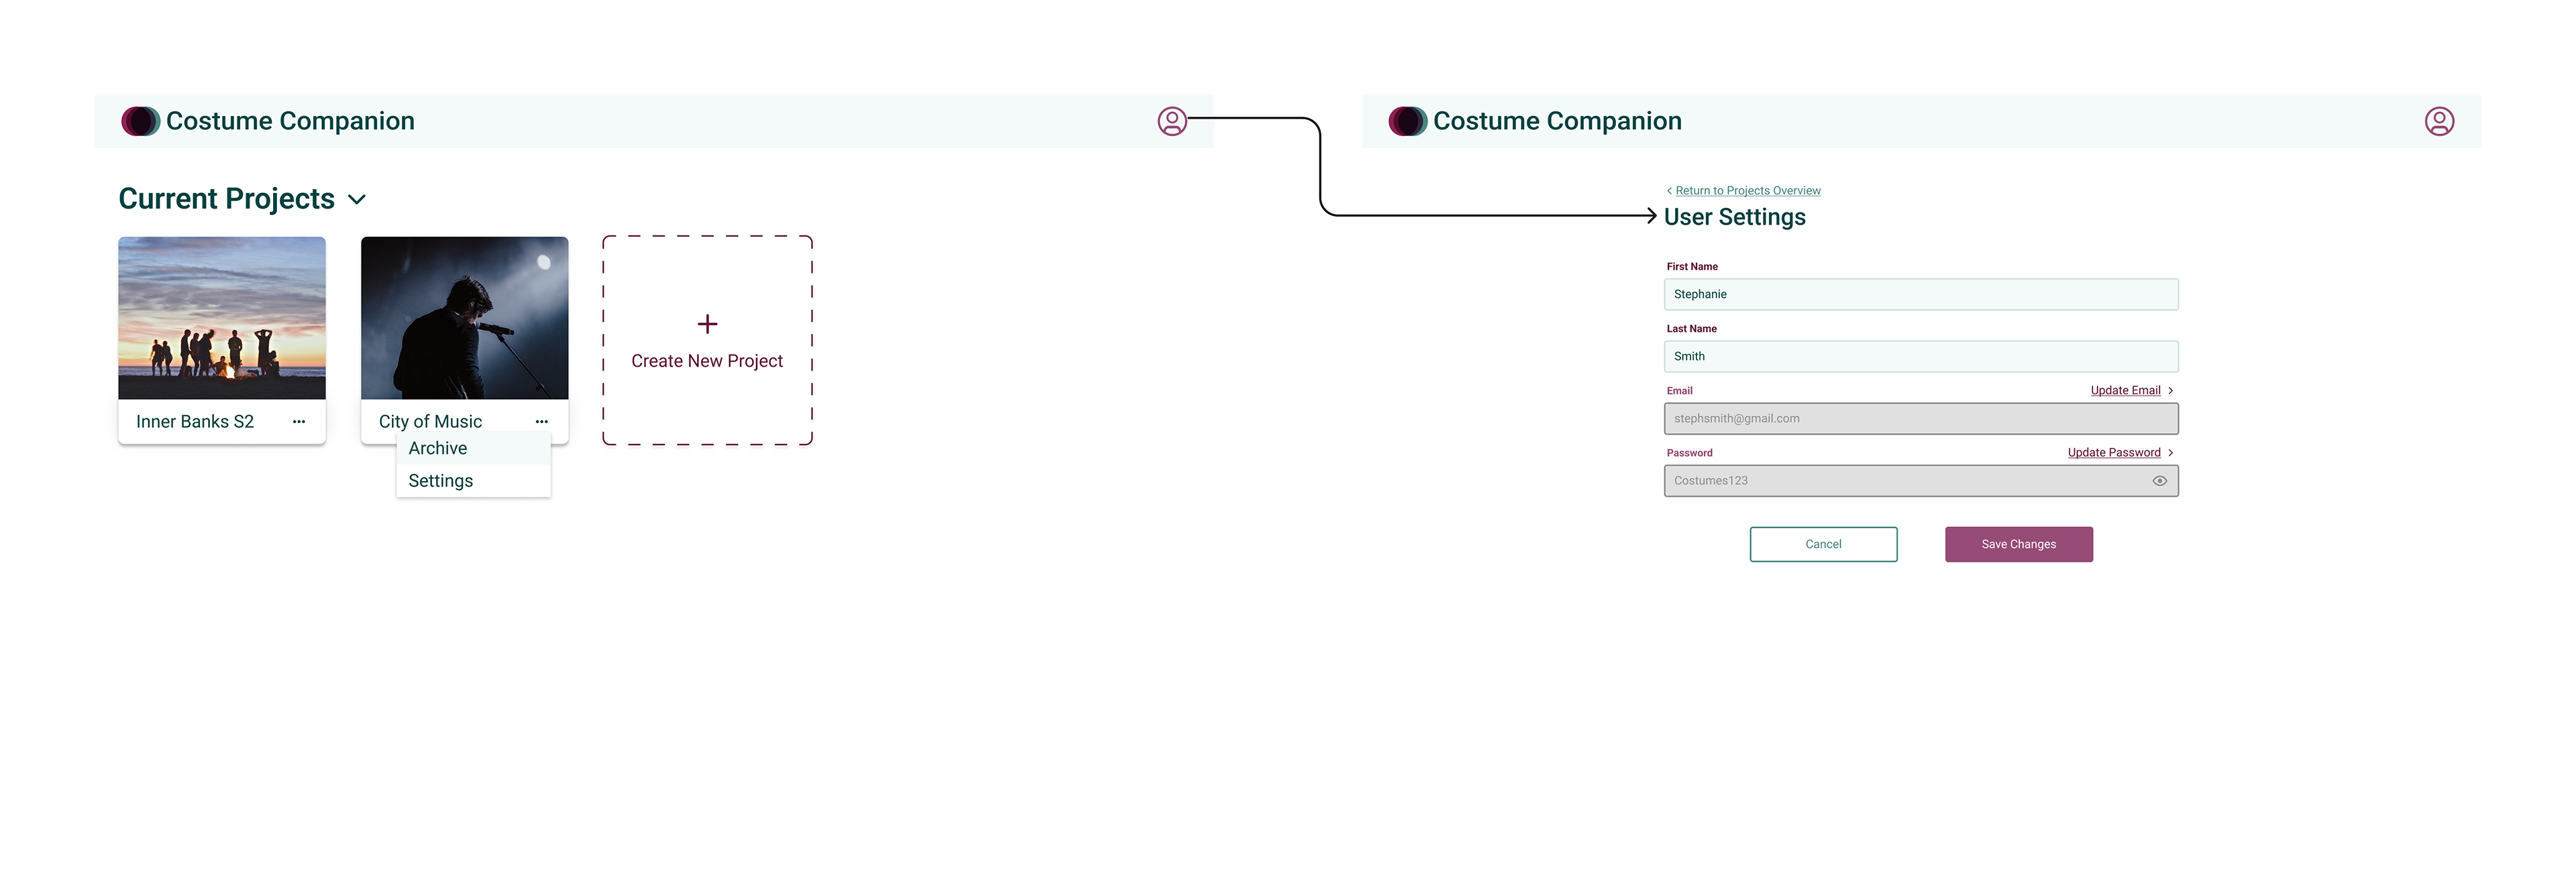 Costume Companion
Current Projects
Inner Banks S2
City of Music
Archive
Settings
Create New Project
Costume Companion
Return to Projects Overview
User Settings
First Name
Stephanie
Last Name
Smith
Email
Update Email
stephsmith@gmail.com
Password
Update Password
Costumes123
Cancel
Save Changes